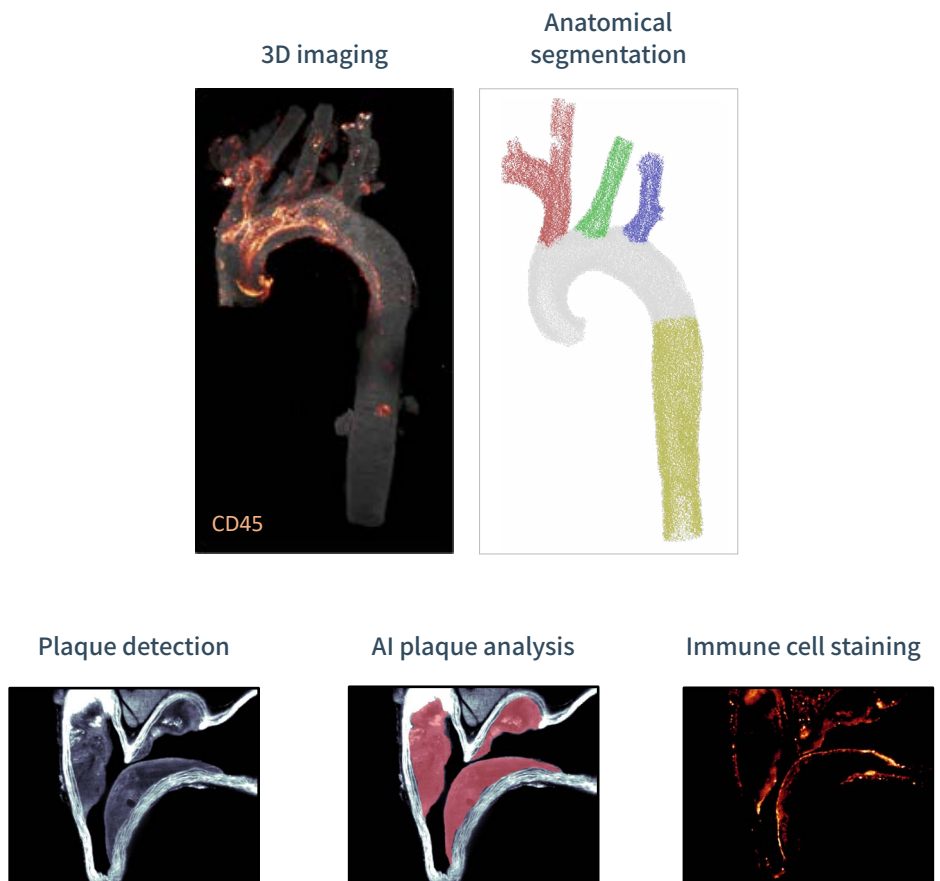 3D imaging
Anatomical
segmentation
CD45
Plaque detection
AI plaque analysis
Immune cell staining